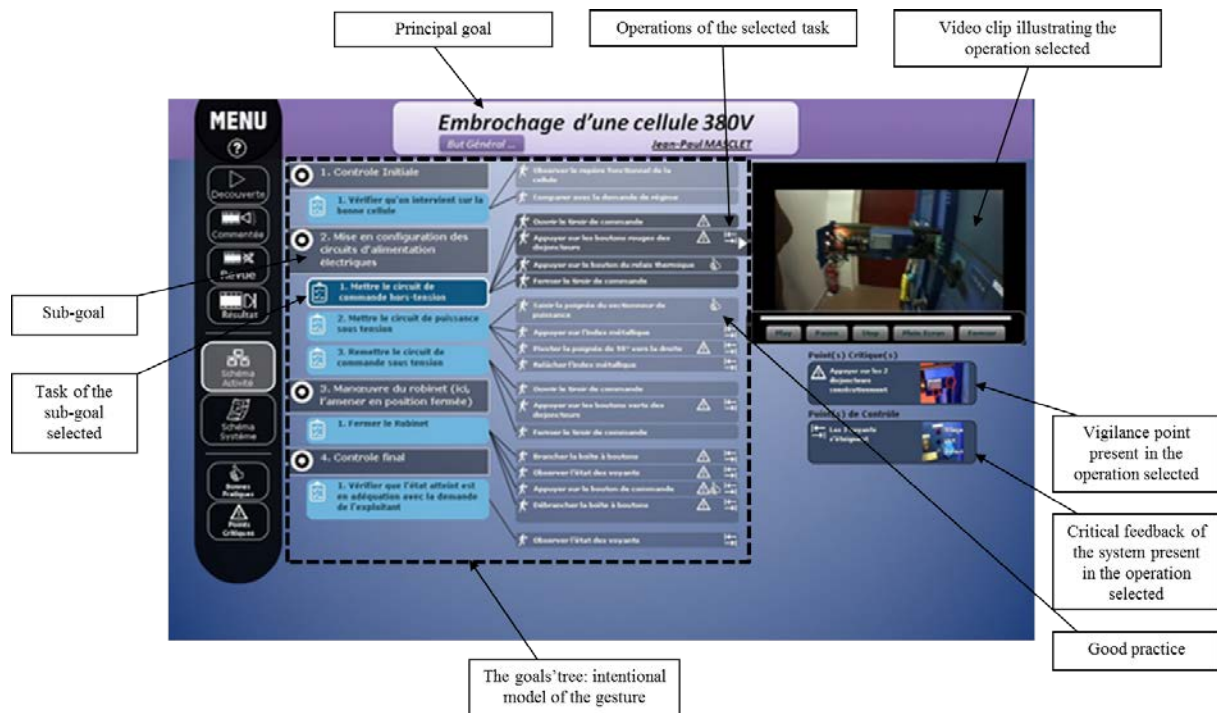 Principal goal
Operations of the selected task
Video clip illustrating the
operation selected
MENU
?
Decouverte
Commentée
Révue
Résultat
Schéma
Activité
Schéma
Système
Bonnes
Pratiques
Points
Critiques
Embrochage d'une cellule 380V
But Général ...
Jean-Paul MASCLET
1. Controle Initiale
1. Vérifier qu'on intervient sur la
bonne cellule
2. Mise en configuration des
circuits d'alimentation
électriques
1. Mettre le circuit de
commande hors-tension
2. Mettre le circuit de puissance
sous tension
3. Remettre le circuit de
commande sous tension
3. Manœuvre du robinet (ici,
l'amener en position fermée)
1. Fermer le Robinet
4. Controle final
1. Vérifier que l'état atteint est
en adéquation avec la demande
de l'exploitant
Observer le repère fonctionnel de la
cellule
Comparer avec la demande de régime
Ouvrir le tiroir de commande
Appuyer sur les boutons rouges des
disjoncteurs
Appuyer sur le bouton du relais thermique
Fermer le tiroir de commande
Saisir la poignée du sectionneur de
puissance
Appuyer sur l'index métallique
Pivoter la poignée de 90° vers la droite
Relâcher l'index métallique
Ouvrir le tiroir de commande
Appuyer sur les boutons verts des
disjoncteurs
Fermer le tiroir de commande
Brancher la boîte à boutons
Observer l'état des voyants
Appuyer sur le bouton de commande
Débrancher la boîte à boutons
Observer l'état des voyants
Play
Pause
Stop
Plein Ecran
Fermer
Point(s) Critique(s)
Appuyer sur les 2
disjoncteurs
Point(s) de Contrôle
Les 3 voyants
s'éteignent
Sub-goal
Task of the
sub-goal
selected
Vigilance point
present in the
operation selected
Critical feedback of
the system present
in the operation
selected
Good practice
The goals'tree: intentional
model of the gesture